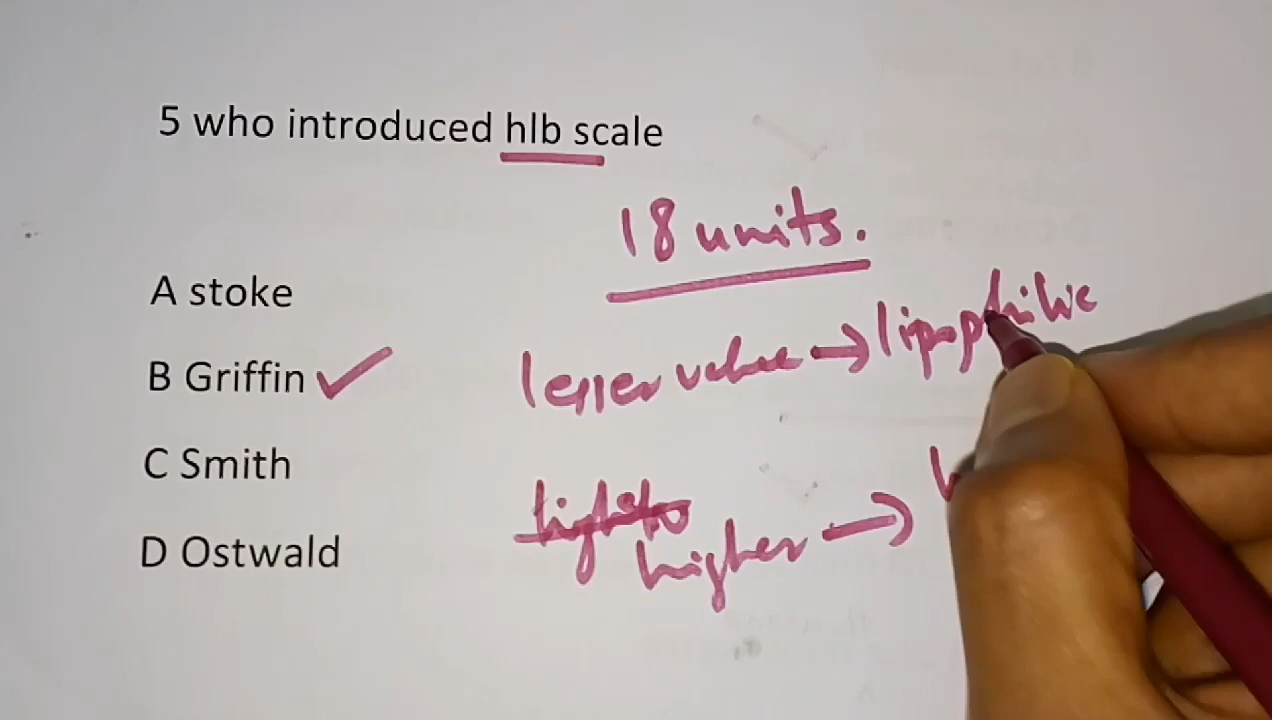 5 who introduced hlb scale
18 units.
A stoke
lesser value → lipophilic
B Griffin ✓
C Smith
higher →
D Ostwald